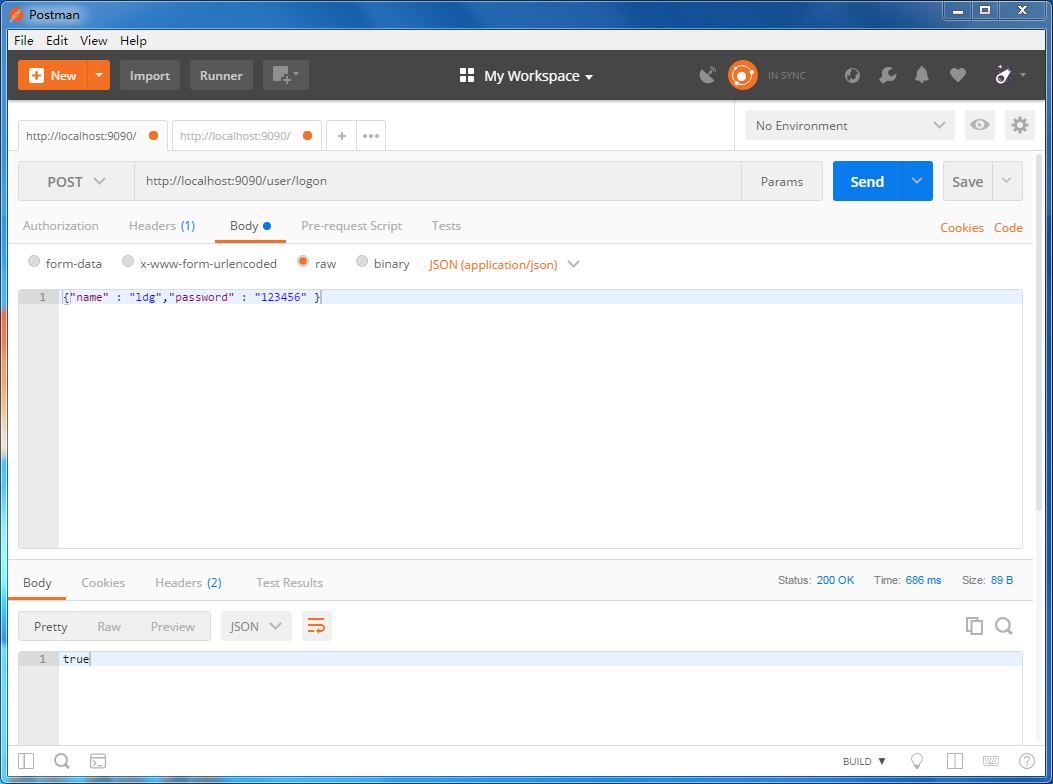 Postman
File Edit View Help
New Import Runner My Workspace IN SYNC
http://localhost:9090/ http://localhost:9090/ + ••• No Environment
POST http://localhost:9090/user/logon Params Send Save
Authorization Headers (1) Body Pre-request Script Tests Cookies Code
form-data x-www-form-urlencoded raw binary JSON (application/json)
1 {"name" : "ldg","password" : "123456" }
Body Cookies Headers (2) Test Results Status: 200 OK Time: 686 ms Size: 89 B
Pretty Raw Preview JSON
1 true
BUILD